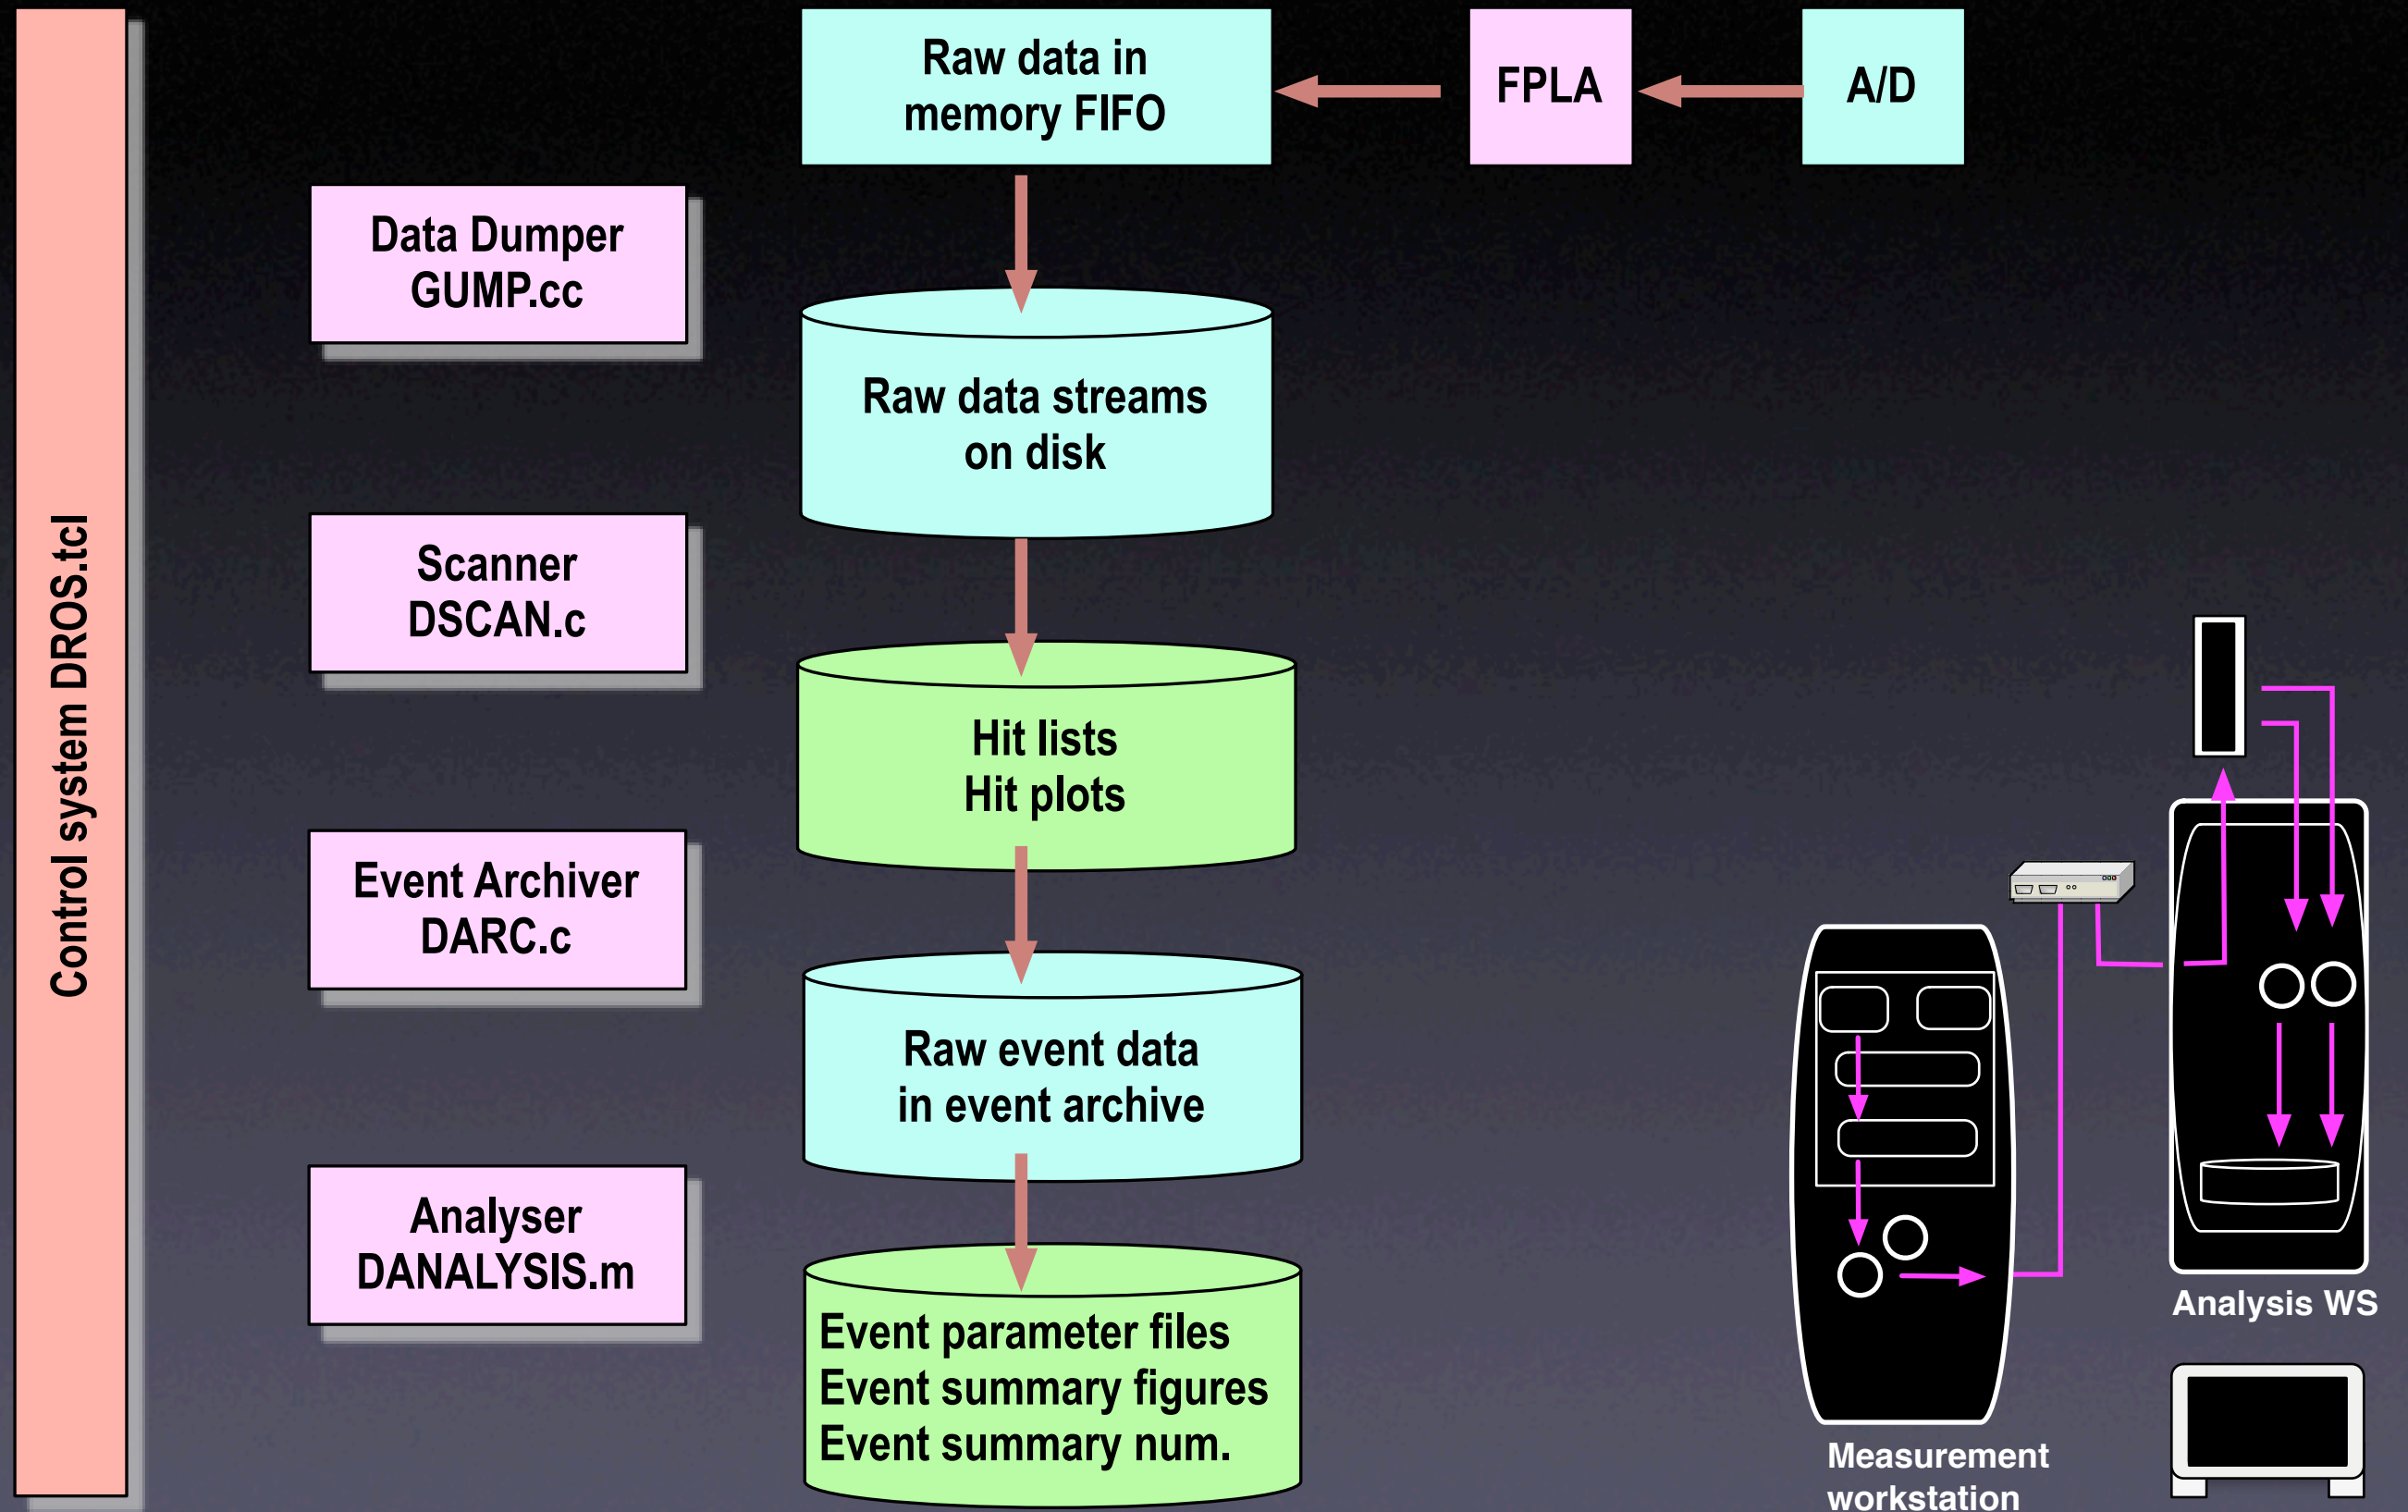 Control system DROS.tcl
Raw data in
memory FIFO
FPLA
A/D
Data Dumper
GUMP.cc
Raw data streams
on disk
Scanner
DSCAN.c
Hit lists
Hit plots
Event Archiver
DARC.c
Raw event data
in event archive
Analyser
DANALYSIS.m
Event parameter files
Event summary figures
Event summary num.
Analysis WS
Measurement
workstation